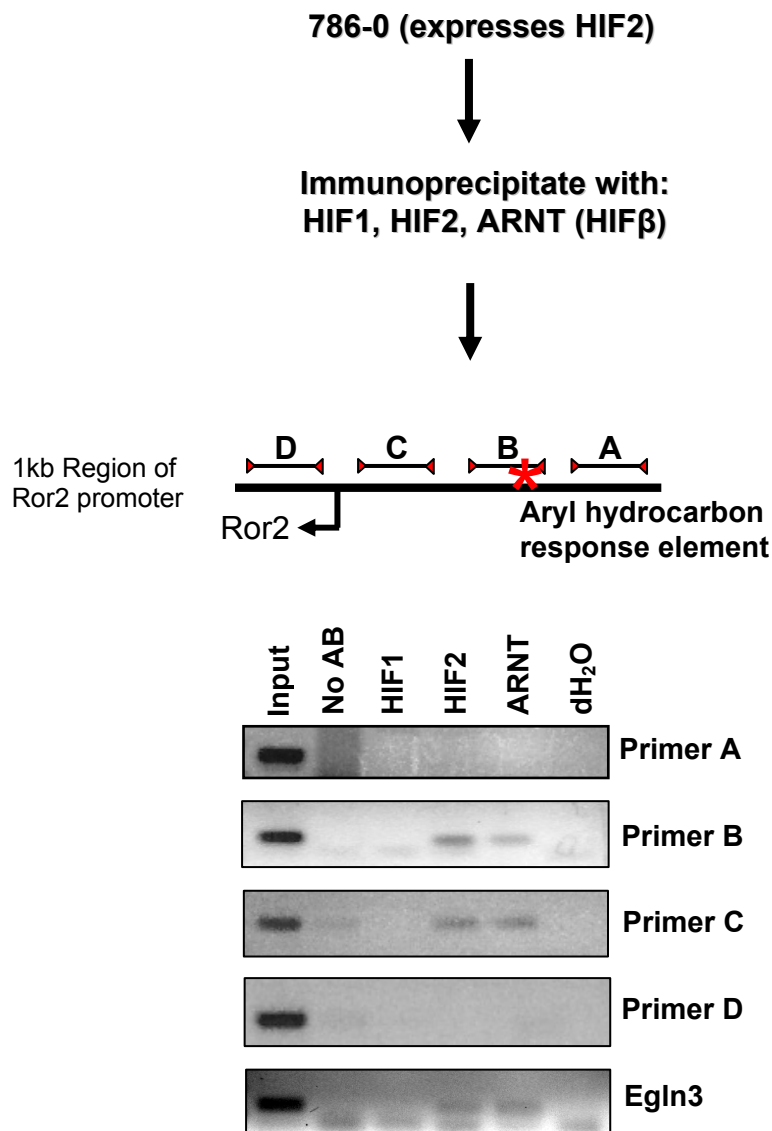 786-0 (expresses HIF2)
Immunoprecipitate with:
HIF1, HIF2, ARNT (HIFβ)
D C B A
1kb Region of
Ror2 promoter
*
Ror2
Aryl hydrocarbon
response element
Input No AB HIF1 HIF2 ARNT dH₂O
Primer A
Primer B
Primer C
Primer D
Egln3